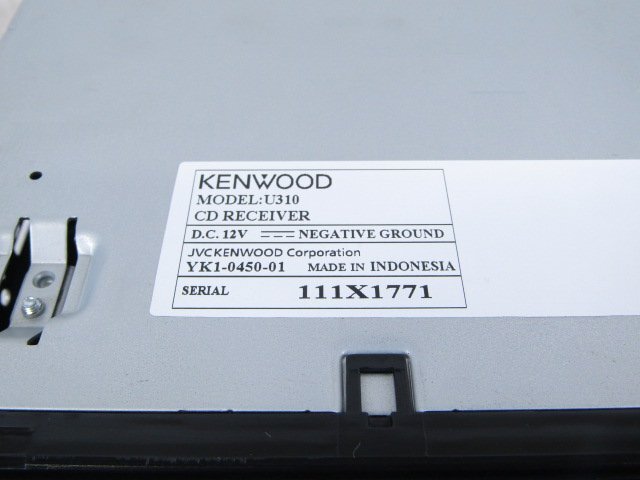 KENWOOD
MODEL:U310
CD RECEIVER
D.C. 12V NEGATIVE GROUND
JVCKENWOOD Corporation
YK1-0450-01 MADE IN INDONESIA
SERIAL 111X1771